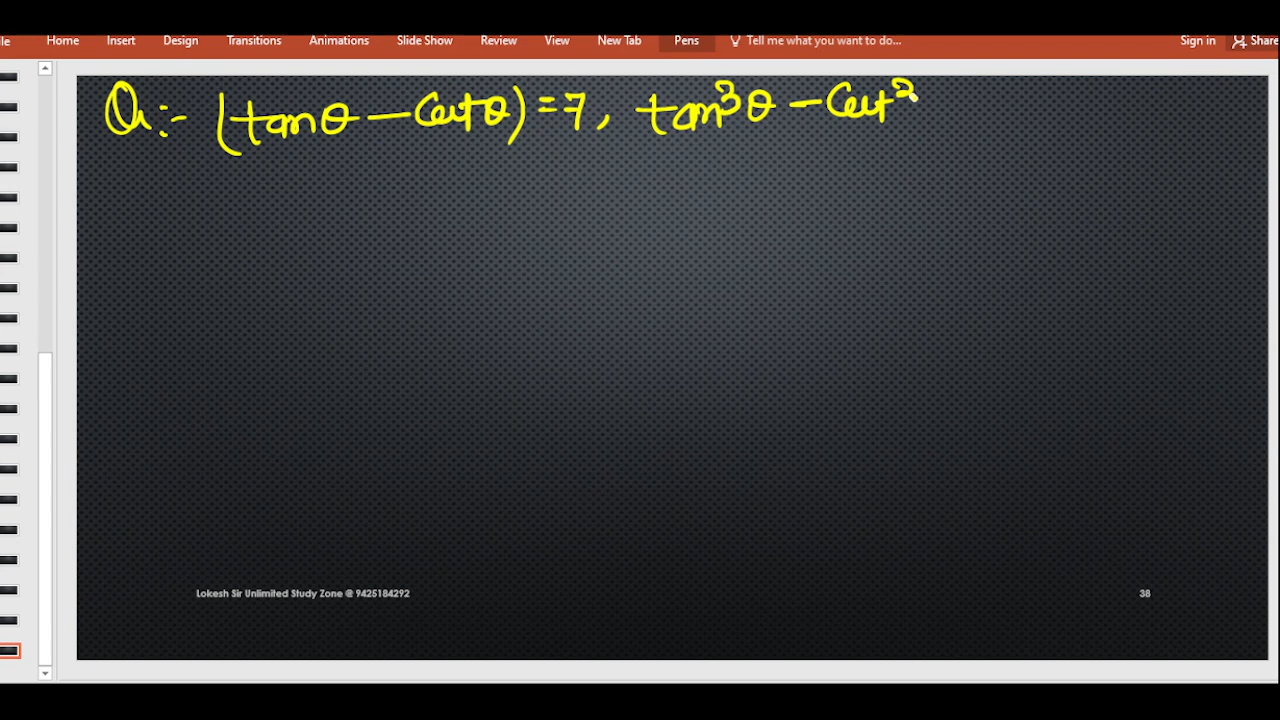 le Home Insert Design Transitions Animations Slide Show Review View New Tab Pens Tell me what you want to do... Sign in Share
Q:- (tanθ - Cotθ) = 7, tan³θ - Cot³
Lokesh Sir Unlimited Study Zone @ 9425184292 38